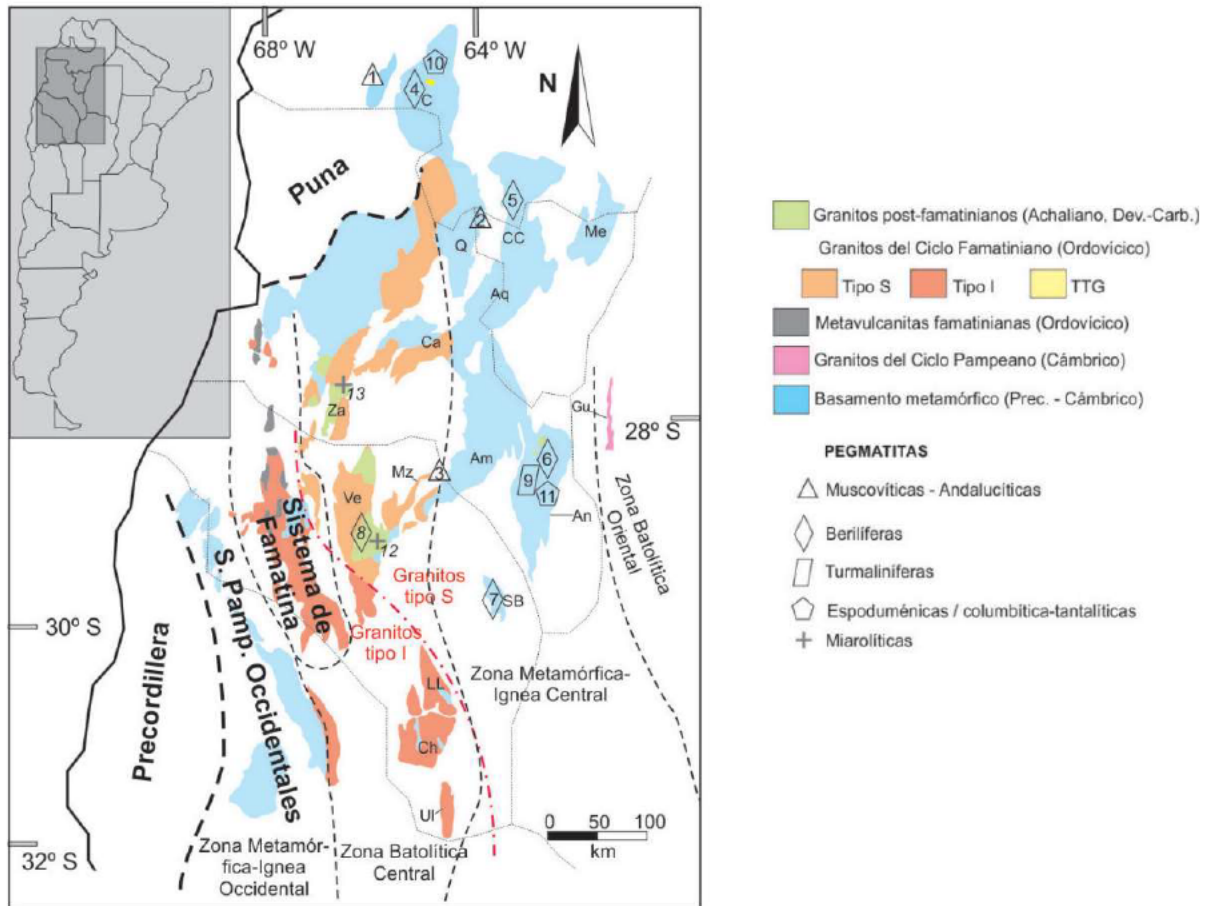 68º W
64º W
N
1
10
4
C
Puna
5
2
Q
CC
Me
Aq
Ca
13
Za
Gu
28º S
Mz
3
Am
6
9
11
Ve
An
8
12
Zona Batolítica
Oriental
Sistema de
Famatina
S. Pamp. Occidentales
Precordillera
Granitos
tipo S
Granitos
tipo I
7
SB
30º S
Zona Metamórfica-
Ignea Central
LL
Ch
Ul
0 50 100
km
32º S
Zona Metamór-
fica-Ignea
Occidental
Zona Batolítica
Central
Granitos post-famatinianos (Achaliano, Dev.-Carb.)
Granitos del Ciclo Famatiniano (Ordovícico)
Tipo S
Tipo I
TTG
Metavulcanitas famatinianas (Ordovícico)
Granitos del Ciclo Pampeano (Cámbrico)
Basamento metamórfico (Prec. - Cámbrico)
PEGMATITAS
Muscovíticas - Andalucíticas
Berilíferas
Turmaliníferas
Espoduménicas / columbítica-tantalíticas
Miarolíticas